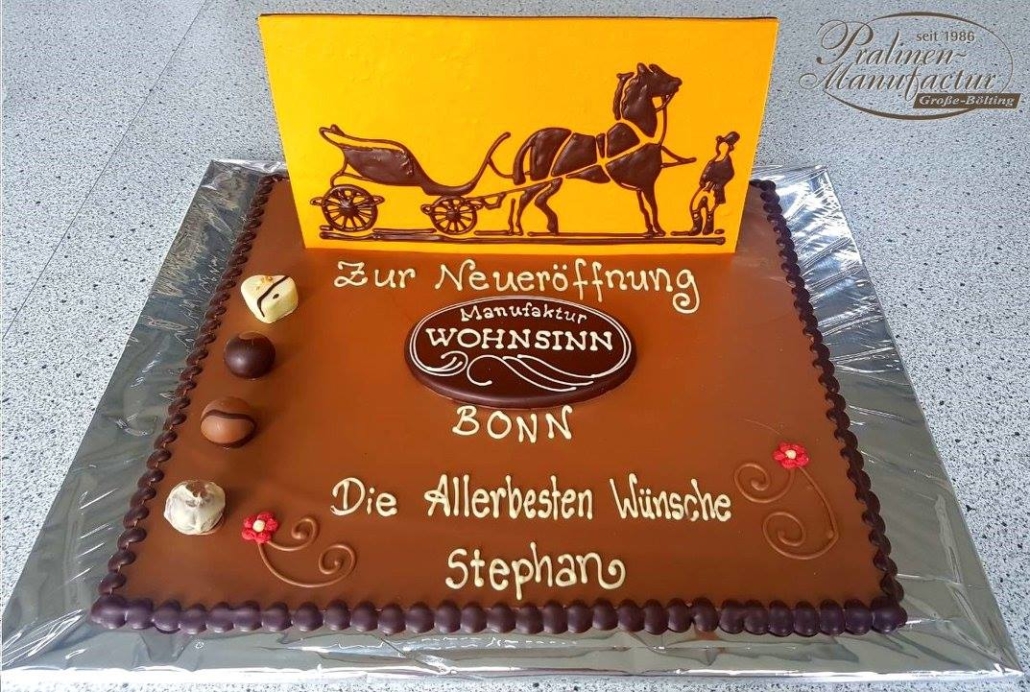 seit 1986
Pralinen-
Manufactur
Große-Bölting
Zur Neueröffnung
Manufaktur
WOHNSINN
BONN
Die Allerbesten Wünsche
Stephan